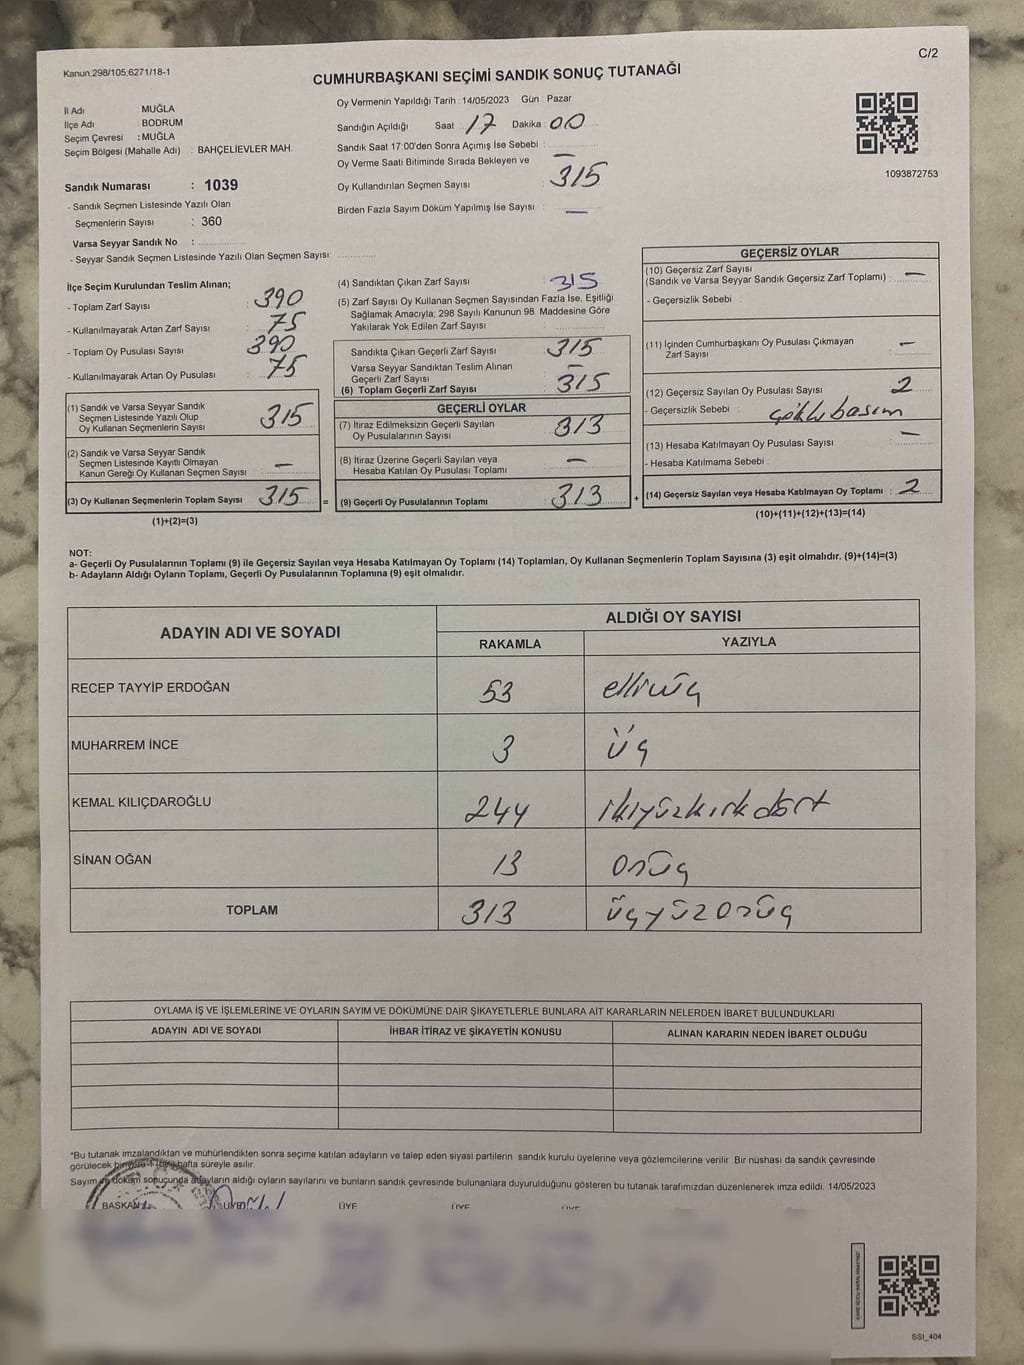 Kanun:298/105;6271/18-1
C/2
CUMHURBAŞKANI SEÇİMİ SANDIK SONUÇ TUTANAĞI
İl Adı : MUĞLA
İlçe Adı : BODRUM
Seçim Çevresi : MUĞLA
Seçim Bölgesi (Mahalle Adı) : BAHÇELİEVLER MAH.
Sandık Numarası : 1039
- Sandık Seçmen Listesinde Yazılı Olan
Seçmenlerin Sayısı : 360
Varsa Seyyar Sandık No :
- Seyyar Sandık Seçmen Listesinde Yazılı Olan Seçmen Sayısı:
Oy Vermenin Yapıldığı Tarih : 14/05/2023 Gün : Pazar
Sandığın Açıldığı Saat : 17 Dakika : 00
Sandık Saat 17:00'den Sonra Açımış İse Sebebi : —
Oy Verme Saati Bitiminde Sırada Bekleyen ve
Oy Kullandırılan Seçmen Sayısı : 315
Birden Fazla Sayım Döküm Yapılmış İse Sayısı : —
1093872753
İlçe Seçim Kurulundan Teslim Alınan;
- Toplam Zarf Sayısı : 390
- Kullanılmayarak Artan Zarf Sayısı : 75
- Toplam Oy Pusulası Sayısı : 390
- Kullanılmayarak Artan Oy Pusulası : 75
(1) Sandık ve Varsa Seyyar Sandık
Seçmen Listesinde Yazılı Olup
Oy Kullanan Seçmenlerin Sayısı : 315
(2) Sandık ve Varsa Seyyar Sandık
Seçmen Listesinde Kayıtlı Olmayan
Kanun Gereği Oy Kullanan Seçmen Sayısı : —
(3) Oy Kullanan Seçmenlerin Toplam Sayısı : 315
(1)+(2)=(3)
=
(4) Sandıktan Çıkan Zarf Sayısı : 315
(5) Zarf Sayısı Oy Kullanan Seçmen Sayısından Fazla İse, Eşitliği
Sağlamak Amacıyla; 298 Sayılı Kanunun 98. Maddesine Göre
Yakılarak Yok Edilen Zarf Sayısı :
Sandıkta Çıkan Geçerli Zarf Sayısı : 315
Varsa Seyyar Sandıktan Teslim Alınan
Geçerli Zarf Sayısı : —
(6) Toplam Geçerli Zarf Sayısı : 315
GEÇERLİ OYLAR
(7) İtiraz Edilmeksizin Geçerli Sayılan
Oy Pusulalarının Sayısı : 313
(8) İtiraz Üzerine Geçerli Sayılan veya
Hesaba Katılan Oy Pusulası Toplamı : —
(9) Geçerli Oy Pusulalarının Toplamı : 313
+
GEÇERSİZ OYLAR
(10) Geçersiz Zarf Sayısı
(Sandık ve Varsa Seyyar Sandık Geçersiz Zarf Toplamı) : —
- Geçersizlik Sebebi :
(11) İçinden Cumhurbaşkanı Oy Pusulası Çıkmayan
Zarf Sayısı : —
(12) Geçersiz Sayılan Oy Pusulası Sayısı : 2
- Geçersizlik Sebebi : çoklu basım
(13) Hesaba Katılmayan Oy Pusulası Sayısı : —
- Hesaba Katılmama Sebebi :
(14) Geçersiz Sayılan veya Hesaba Katılmayan Oy Toplamı : 2
(10)+(11)+(12)+(13)=(14)
NOT:
a- Geçerli Oy Pusulalarının Toplamı (9) ile Geçersiz Sayılan veya Hesaba Katılmayan Oy Toplamı (14) Toplamları, Oy Kullanan Seçmenlerin Toplam Sayısına (3) eşit olmalıdır. (9)+(14)=(3)
b- Adayların Aldığı Oyların Toplamı, Geçerli Oy Pusulalarının Toplamına (9) eşit olmalıdır.
ADAYIN ADI VE SOYADI
ALDIĞI OY SAYISI
RAKAMLA YAZIYLA
RECEP TAYYİP ERDOĞAN 53 elliüç
MUHARREM İNCE 3 üç
KEMAL KILIÇDAROĞLU 244 ikiyüzkırkdört
SİNAN OĞAN 13 onüç
TOPLAM 313 üçyüzonüç
OYLAMA İŞ VE İŞLEMLERİNE VE OYLARIN SAYIM VE DÖKÜMÜNE DAİR ŞİKAYETLERLE BUNLARA AİT KARARLARIN NELERDEN İBARET BULUNDUKLARI
ADAYIN ADI VE SOYADI İHBAR İTİRAZ VE ŞİKAYETİN KONUSU ALINAN KARARIN NEDEN İBARET OLDUĞU
*Bu tutanak imzalandıktan ve mühürlendikten sonra seçime katılan adayların ve talep eden siyasi partilerin sandık kurulu üyelerine veya gözlemcilerine verilir. Bir nüshası da sandık çevresinde
görülecek bir yere 1 (bir) hafta süreyle asılır.
Sayım ve döküm sonucunda adayların aldığı oyların sayılarını ve bunların sandık çevresinde bulunanlara duyurulduğunu gösteren bu tutanak tarafımızdan düzenlenerek imza edildi. 14/05/2023
BAŞKAN ÜYE ÜYE ÜYE ÜYE
SSI_404